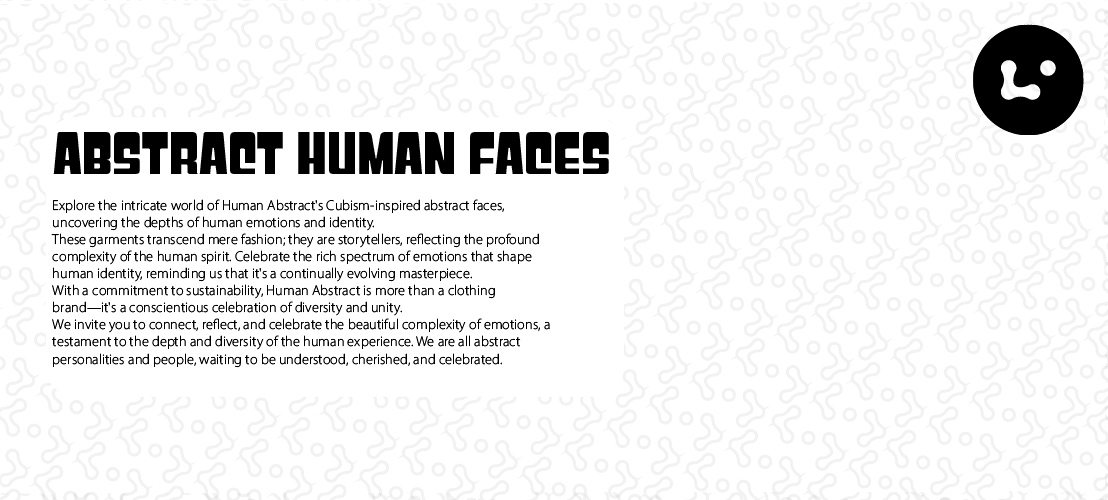 ABSTRACT HUMAN FACES
Explore the intricate world of Human Abstract's Cubism-inspired abstract faces,
uncovering the depths of human emotions and identity.
These garments transcend mere fashion; they are storytellers, reflecting the profound
complexity of the human spirit. Celebrate the rich spectrum of emotions that shape
human identity, reminding us that it's a continually evolving masterpiece.
With a commitment to sustainability, Human Abstract is more than a clothing
brand—it's a conscientious celebration of diversity and unity.
We invite you to connect, reflect, and celebrate the beautiful complexity of emotions, a
testament to the depth and diversity of the human experience. We are all abstract
personalities and people, waiting to be understood, cherished, and celebrated.